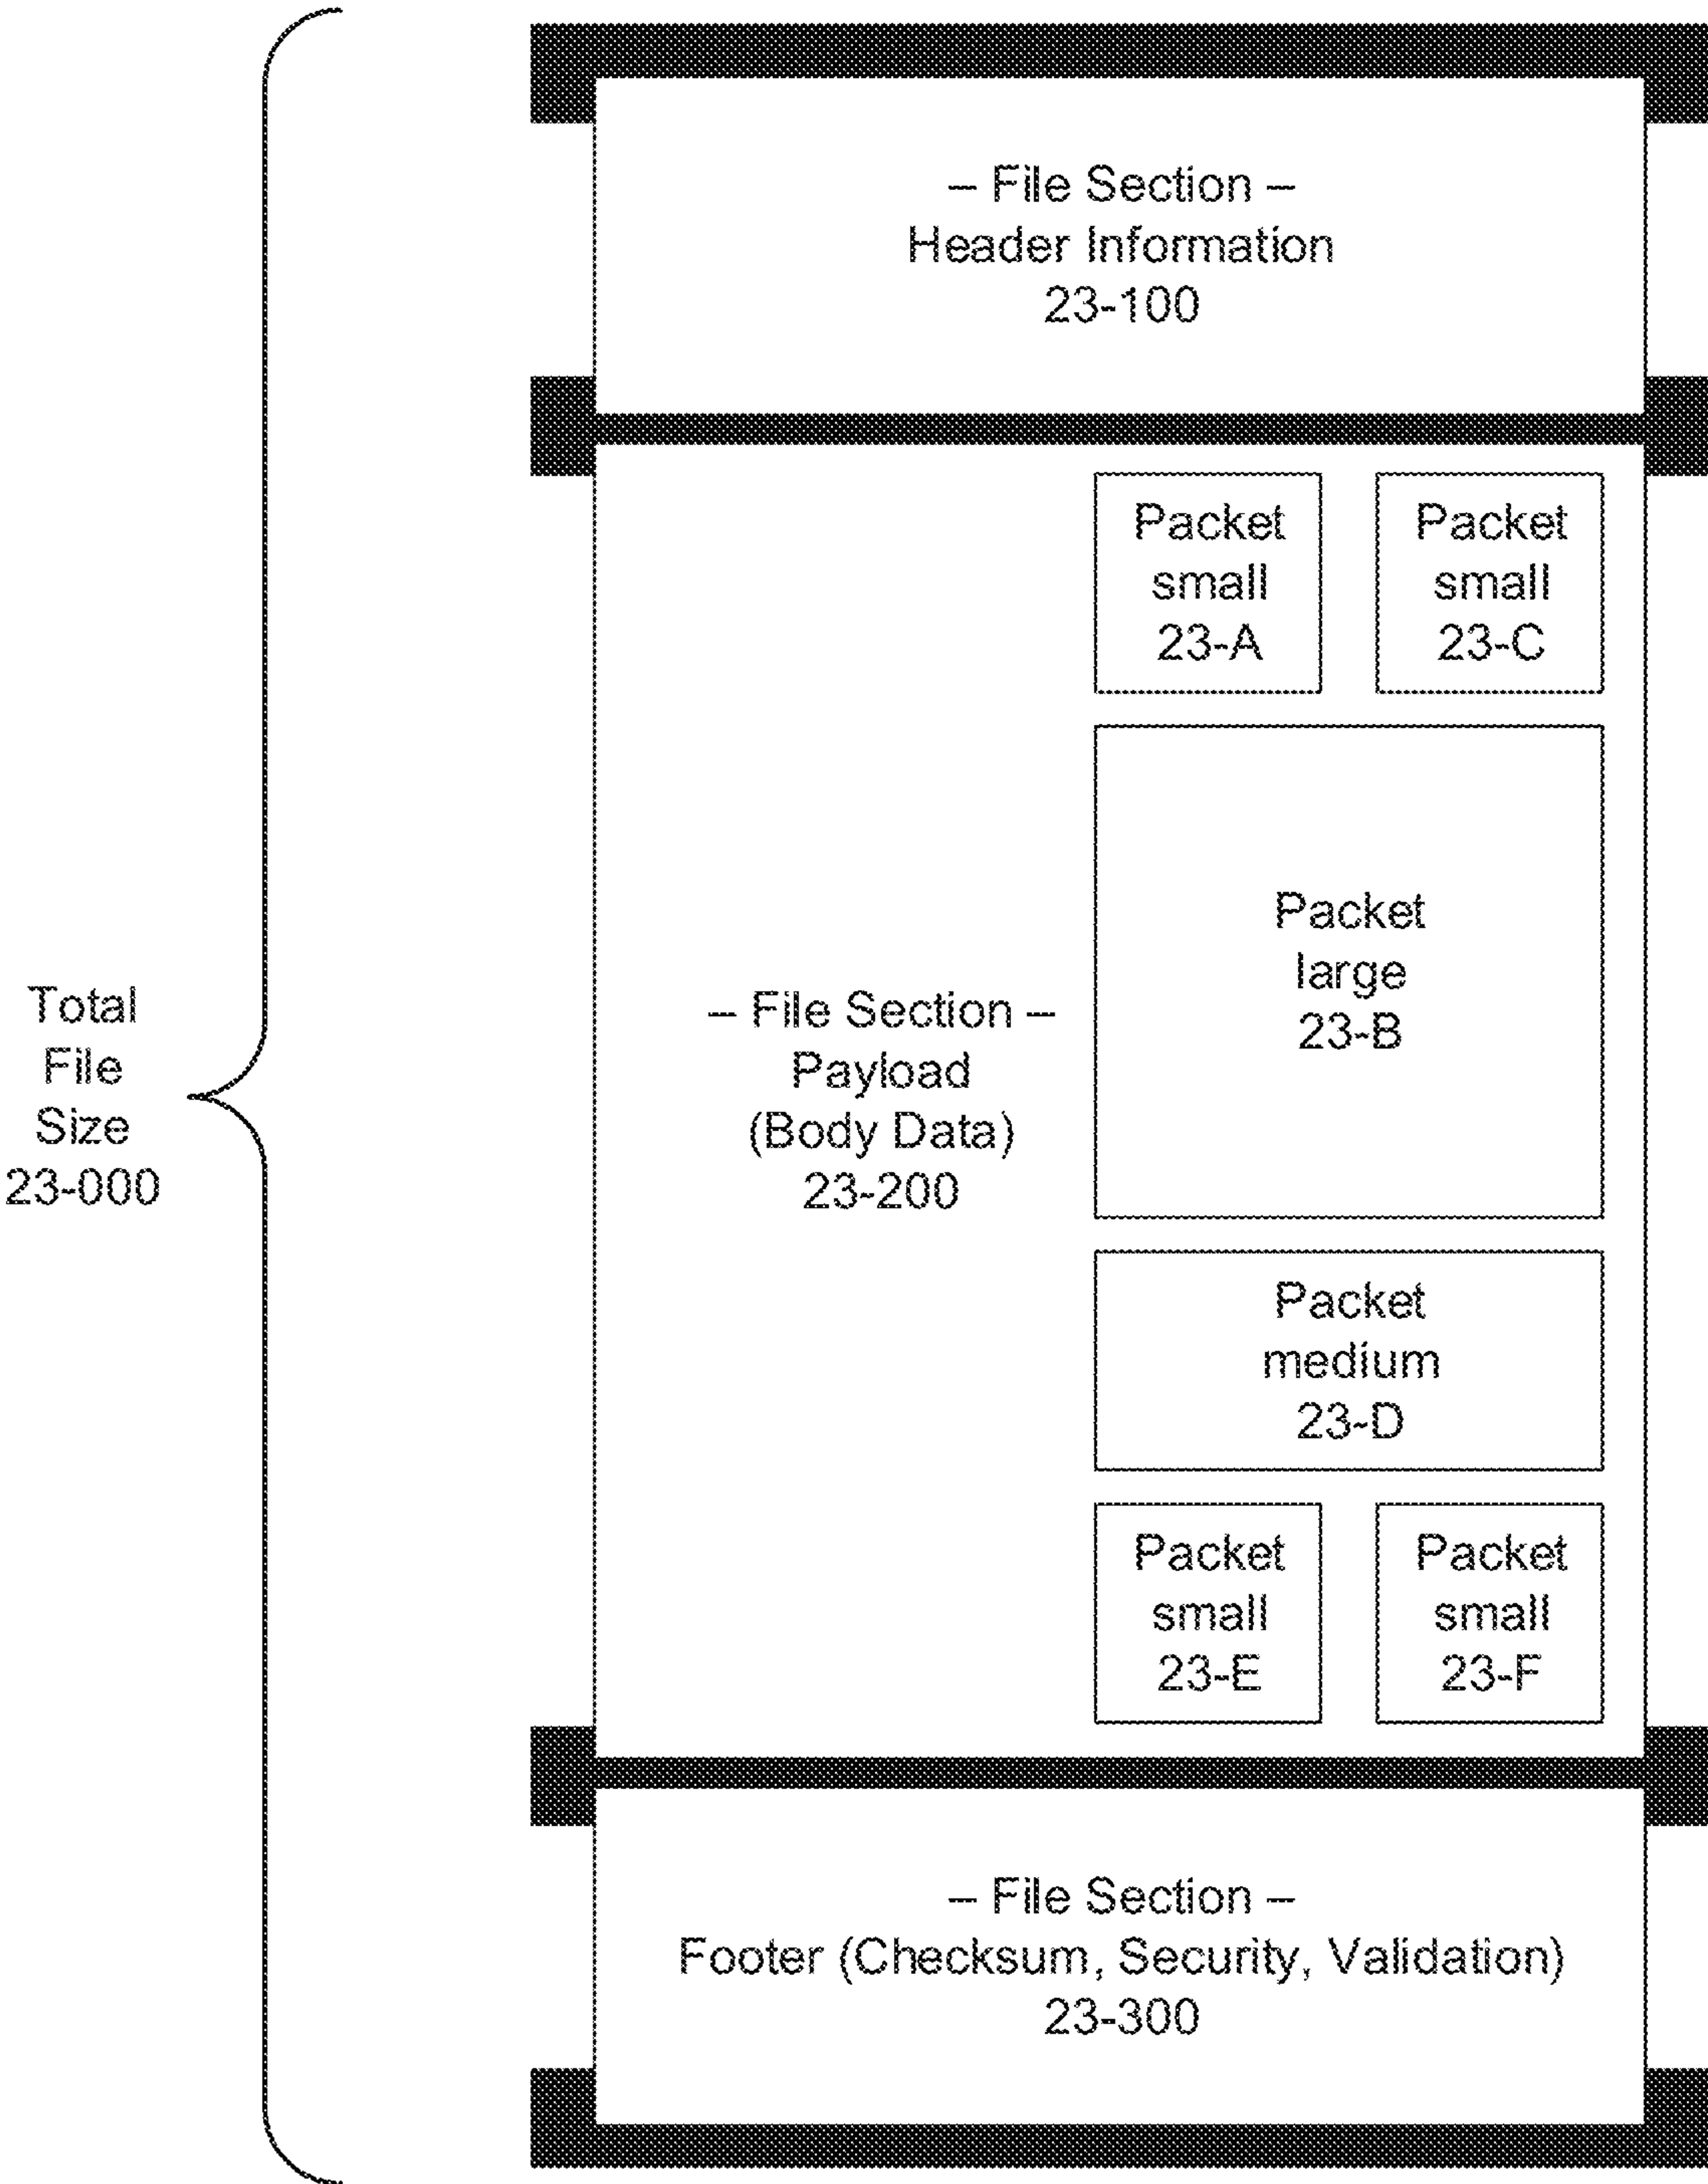 Total
File
Size
23-000
– File Section –
Header Information
23-100
– File Section –
Payload
(Body Data)
23-200
Packet
small
23-A
Packet
small
23-C
Packet
large
23-B
Packet
medium
23-D
Packet
small
23-E
Packet
small
23-F
– File Section –
Footer (Checksum, Security, Validation)
23-300